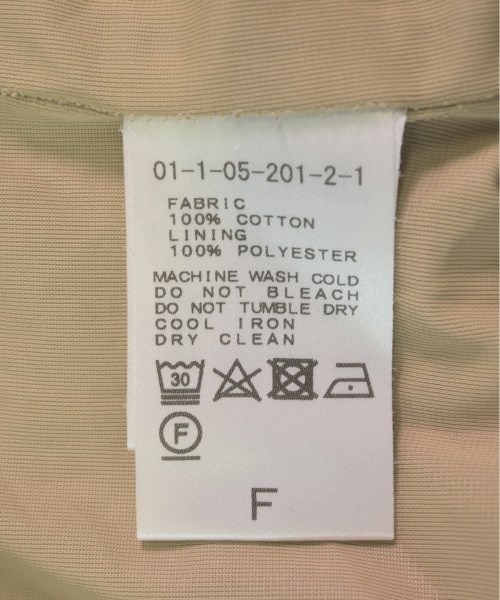 01-1-05-201-2-1
FABRIC
100% COTTON
LINING
100% POLYESTER
MACHINE WASH COLD
DO NOT BLEACH
DO NOT TUMBLE DRY
COOL IRON
DRY CLEAN
30
F
F